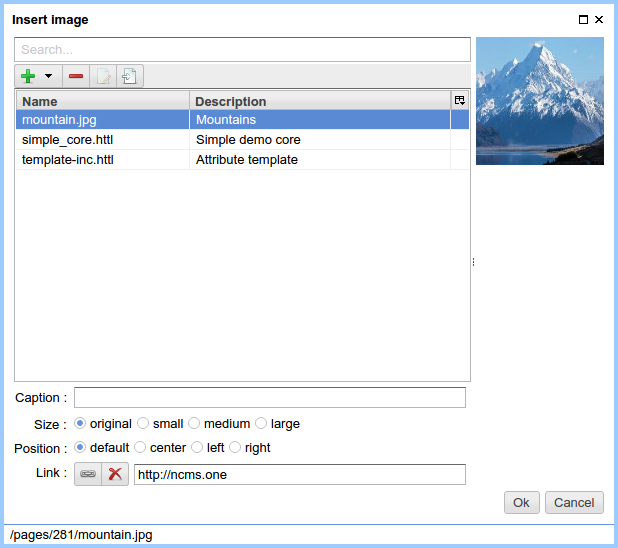 Insert image
Search...
Name Description
mountain.jpg Mountains
simple_core.httl Simple demo core
template-inc.httl Attribute template
Caption :
Size : original small medium large
Position : default center left right
Link : http://ncms.one
Ok Cancel
/pages/281/mountain.jpg